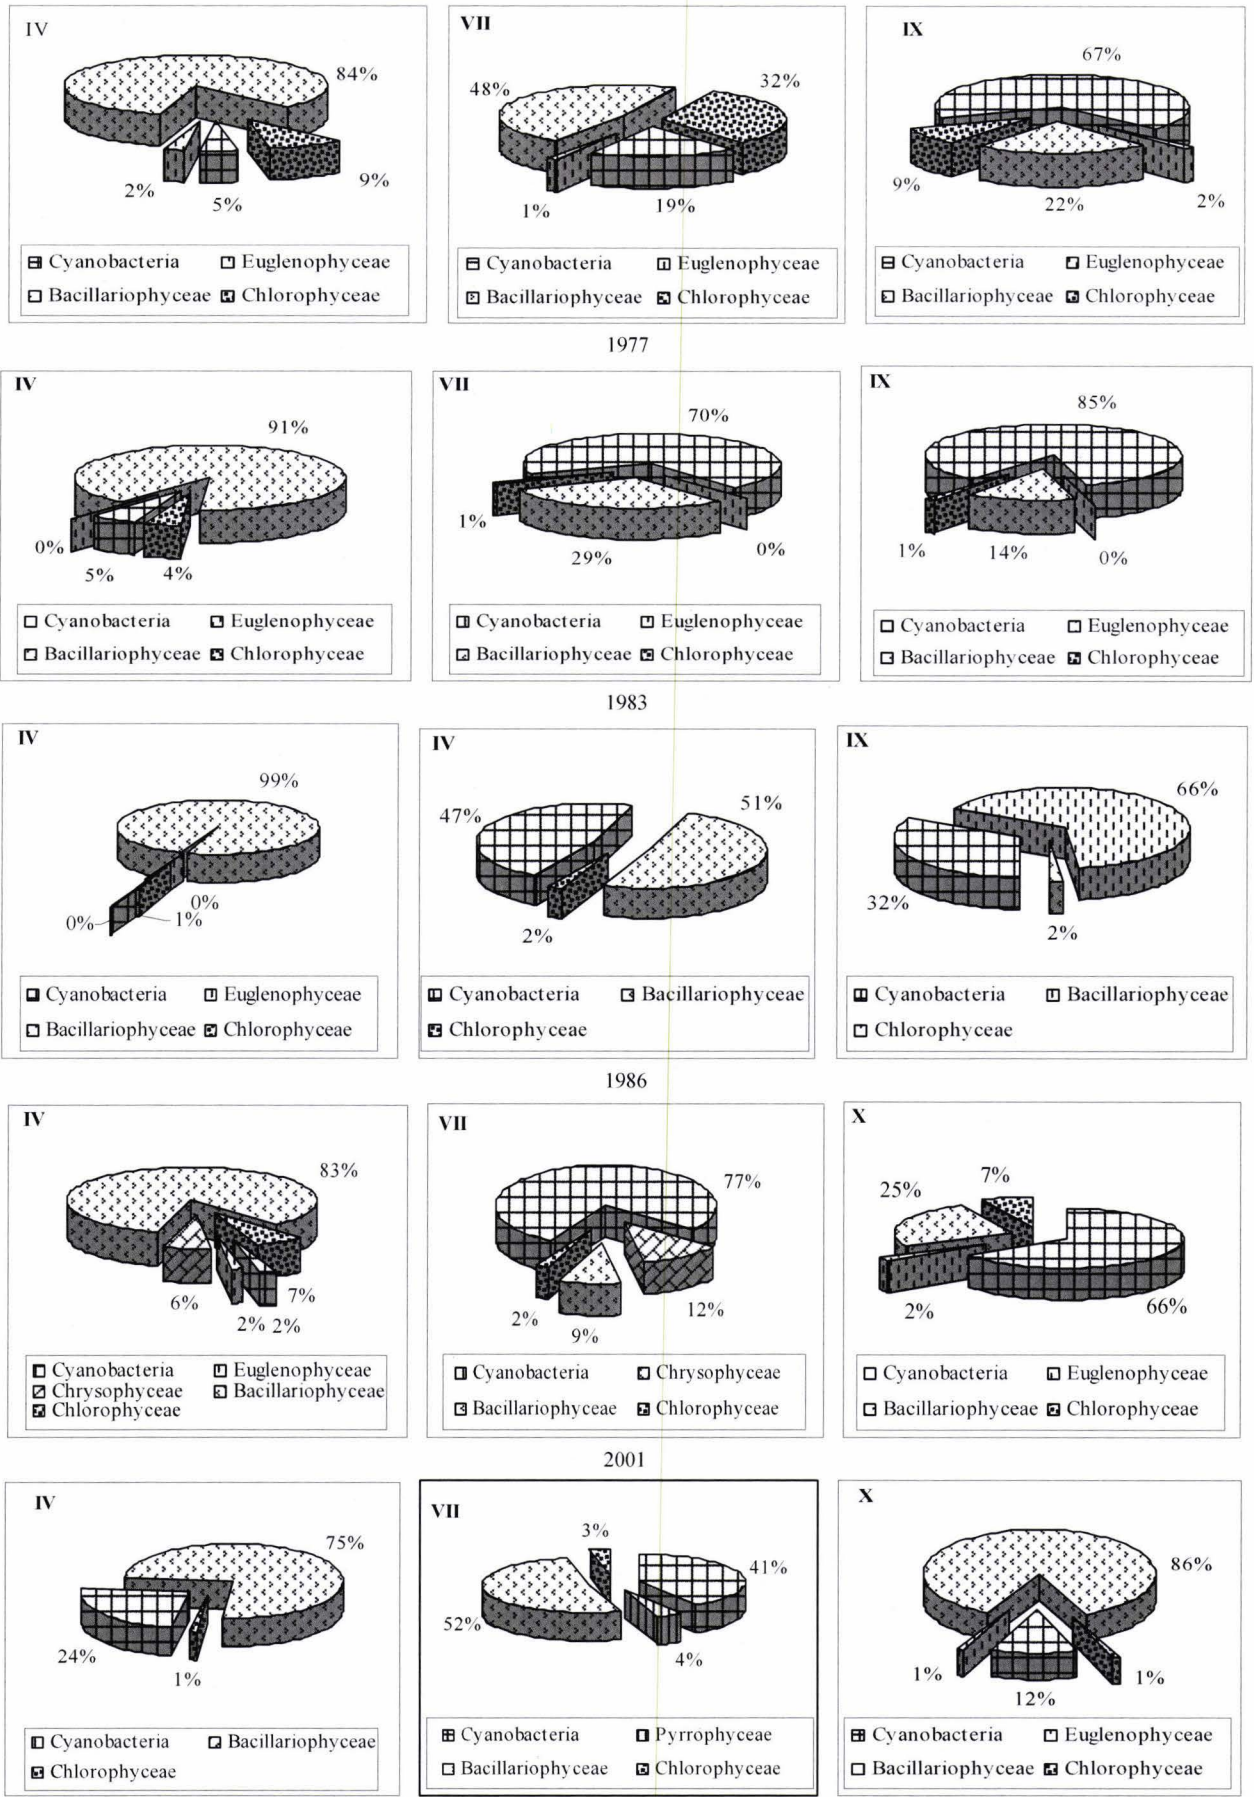 IV
84%
2%
5%
9%
Cyanobacteria Euglenophyceae
Bacillariophyceae Chlorophyceae
VII
48%
32%
1%
19%
Cyanobacteria Euglenophyceae
Bacillariophyceae Chlorophyceae
IX
67%
9%
22%
2%
Cyanobacteria Euglenophyceae
Bacillariophyceae Chlorophyceae
1977
IV
91%
0%
5%
4%
Cyanobacteria Euglenophyceae
Bacillariophyceae Chlorophyceae
VII
70%
1%
29%
0%
Cyanobacteria Euglenophyceae
Bacillariophyceae Chlorophyceae
IX
85%
1%
14%
0%
Cyanobacteria Euglenophyceae
Bacillariophyceae Chlorophyceae
1983
IV
99%
0%
0%
1%
Cyanobacteria Euglenophyceae
Bacillariophyceae Chlorophyceae
IV
47%
51%
2%
Cyanobacteria Bacillariophyceae
Chlorophyceae
IX
66%
32%
2%
Cyanobacteria Bacillariophyceae
Chlorophyceae
1986
IV
83%
6%
2%
2%
7%
Cyanobacteria Euglenophyceae
Chrysophyceae Bacillariophyceae
Chlorophyceae
VII
77%
2%
9%
12%
Cyanobacteria Chrysophyceae
Bacillariophyceae Chlorophyceae
X
25%
7%
2%
66%
Cyanobacteria Euglenophyceae
Bacillariophyceae Chlorophyceae
2001
IV
75%
24%
1%
Cyanobacteria Bacillariophyceae
Chlorophyceae
VII
3%
41%
52%
4%
Cyanobacteria Pyrrophyceae
Bacillariophyceae Chlorophyceae
X
86%
1%
12%
1%
Cyanobacteria Euglenophyceae
Bacillariophyceae Chlorophyceae